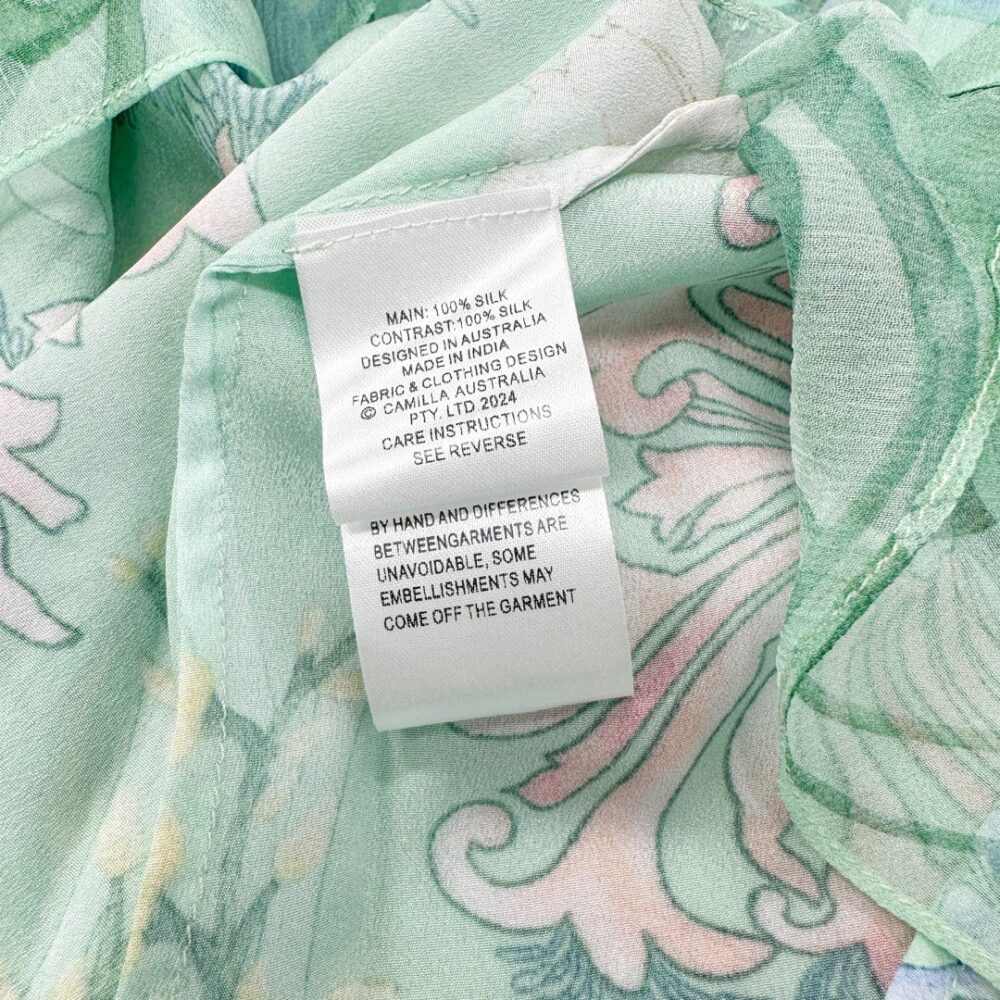 MAIN: 100% SILK
CONTRAST:100% SILK
DESIGNED IN AUSTRALIA
MADE IN INDIA
FABRIC & CLOTHING DESIGN
© CAMILLA AUSTRALIA
PTY. LTD 2024
CARE INSTRUCTIONS
SEE REVERSE
BY HAND AND DIFFERENCES
BETWEENGARMENTS ARE
UNAVOIDABLE, SOME
EMBELLISHMENTS MAY
COME OFF THE GARMENT